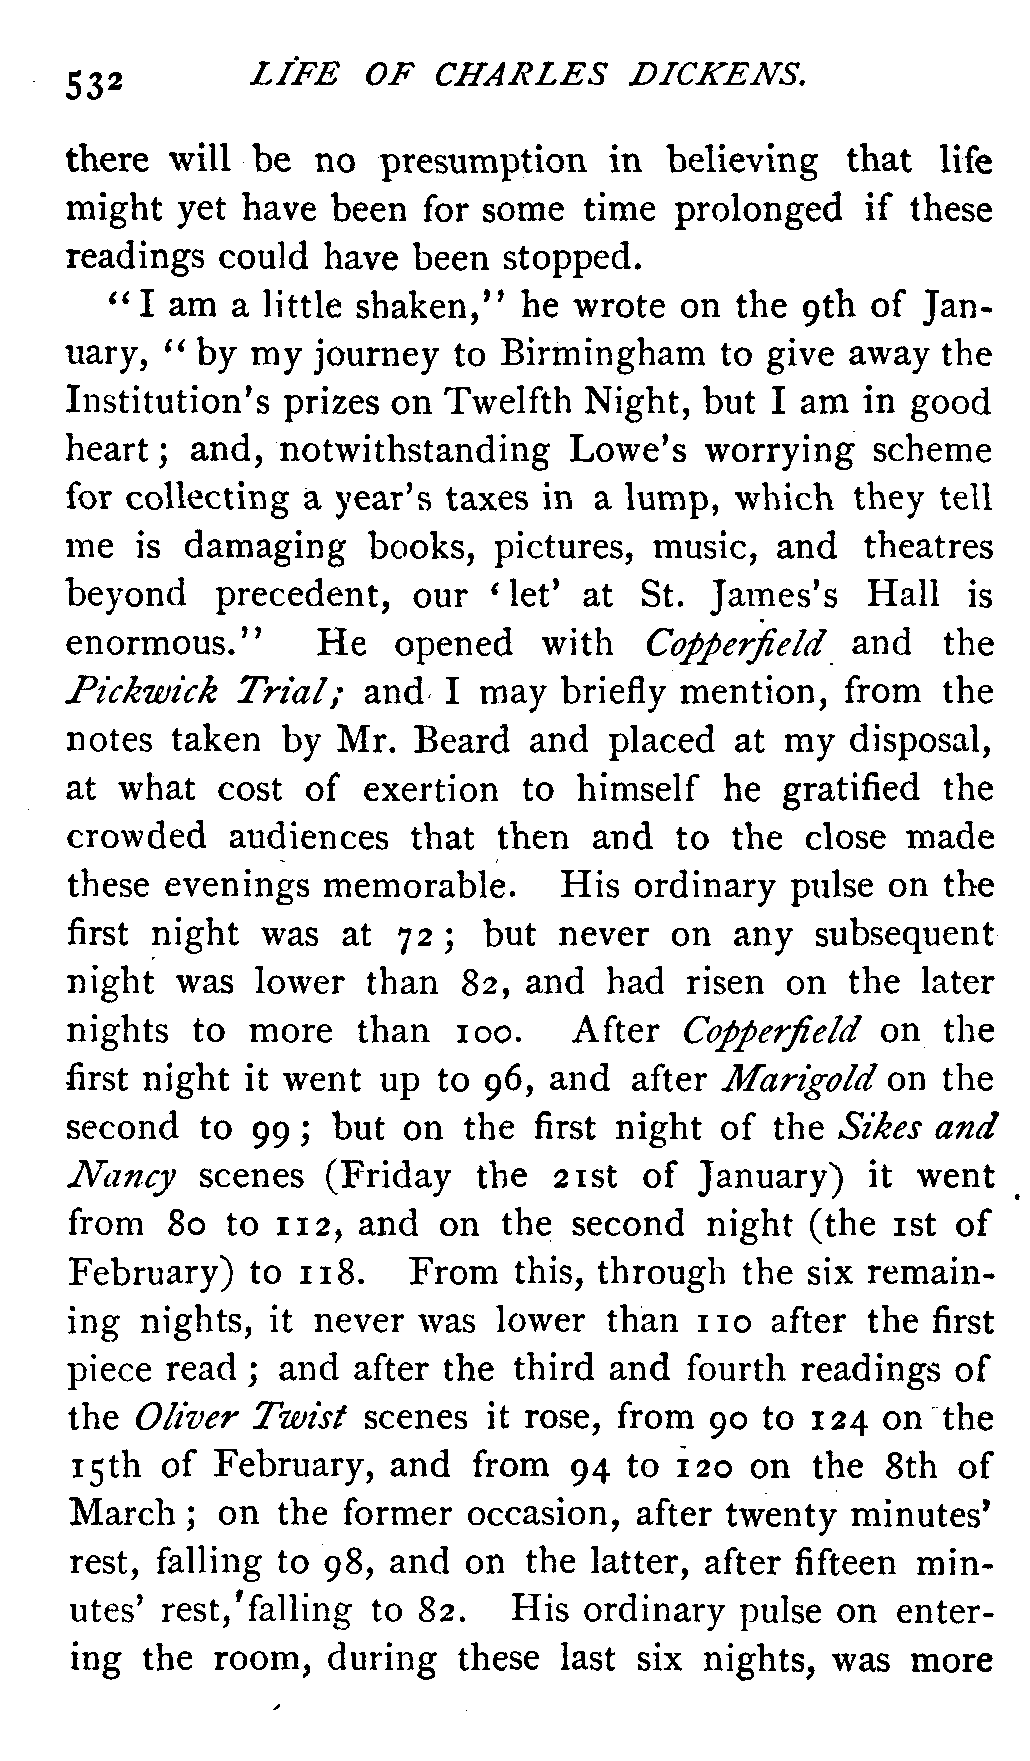 532 LIFE OF CHARLES DICKENS.
there will be no presumption in believing that life
might yet have been for some time prolonged if these
readings could have been stopped.
“I am a little shaken,” he wrote on the 9th of Jan-
uary, “by my journey to Birmingham to give away the
Institution’s prizes on Twelfth Night, but I am in good
heart; and, notwithstanding Lowe’s worrying scheme
for collecting a year’s taxes in a lump, which they tell
me is damaging books, pictures, music, and theatres
beyond precedent, our ‘let’ at St. James’s Hall is
enormous.” He opened with Copperfield and the
Pickwick Trial; and I may briefly mention, from the
notes taken by Mr. Beard and placed at my disposal,
at what cost of exertion to himself he gratified the
crowded audiences that then and to the close made
these evenings memorable. His ordinary pulse on the
first night was at 72; but never on any subsequent
night was lower than 82, and had risen on the later
nights to more than 100. After Copperfield on the
first night it went up to 96, and after Marigold on the
second to 99; but on the first night of the Sikes and
Nancy scenes (Friday the 21st of January) it went
from 80 to 112, and on the second night (the 1st of
February) to 118. From this, through the six remain-
ing nights, it never was lower than 110 after the first
piece read; and after the third and fourth readings of
the Oliver Twist scenes it rose, from 90 to 124 on the
15th of February, and from 94 to 120 on the 8th of
March; on the former occasion, after twenty minutes’
rest, falling to 98, and on the latter, after fifteen min-
utes’ rest, falling to 82. His ordinary pulse on enter-
ing the room, during these last six nights, was more